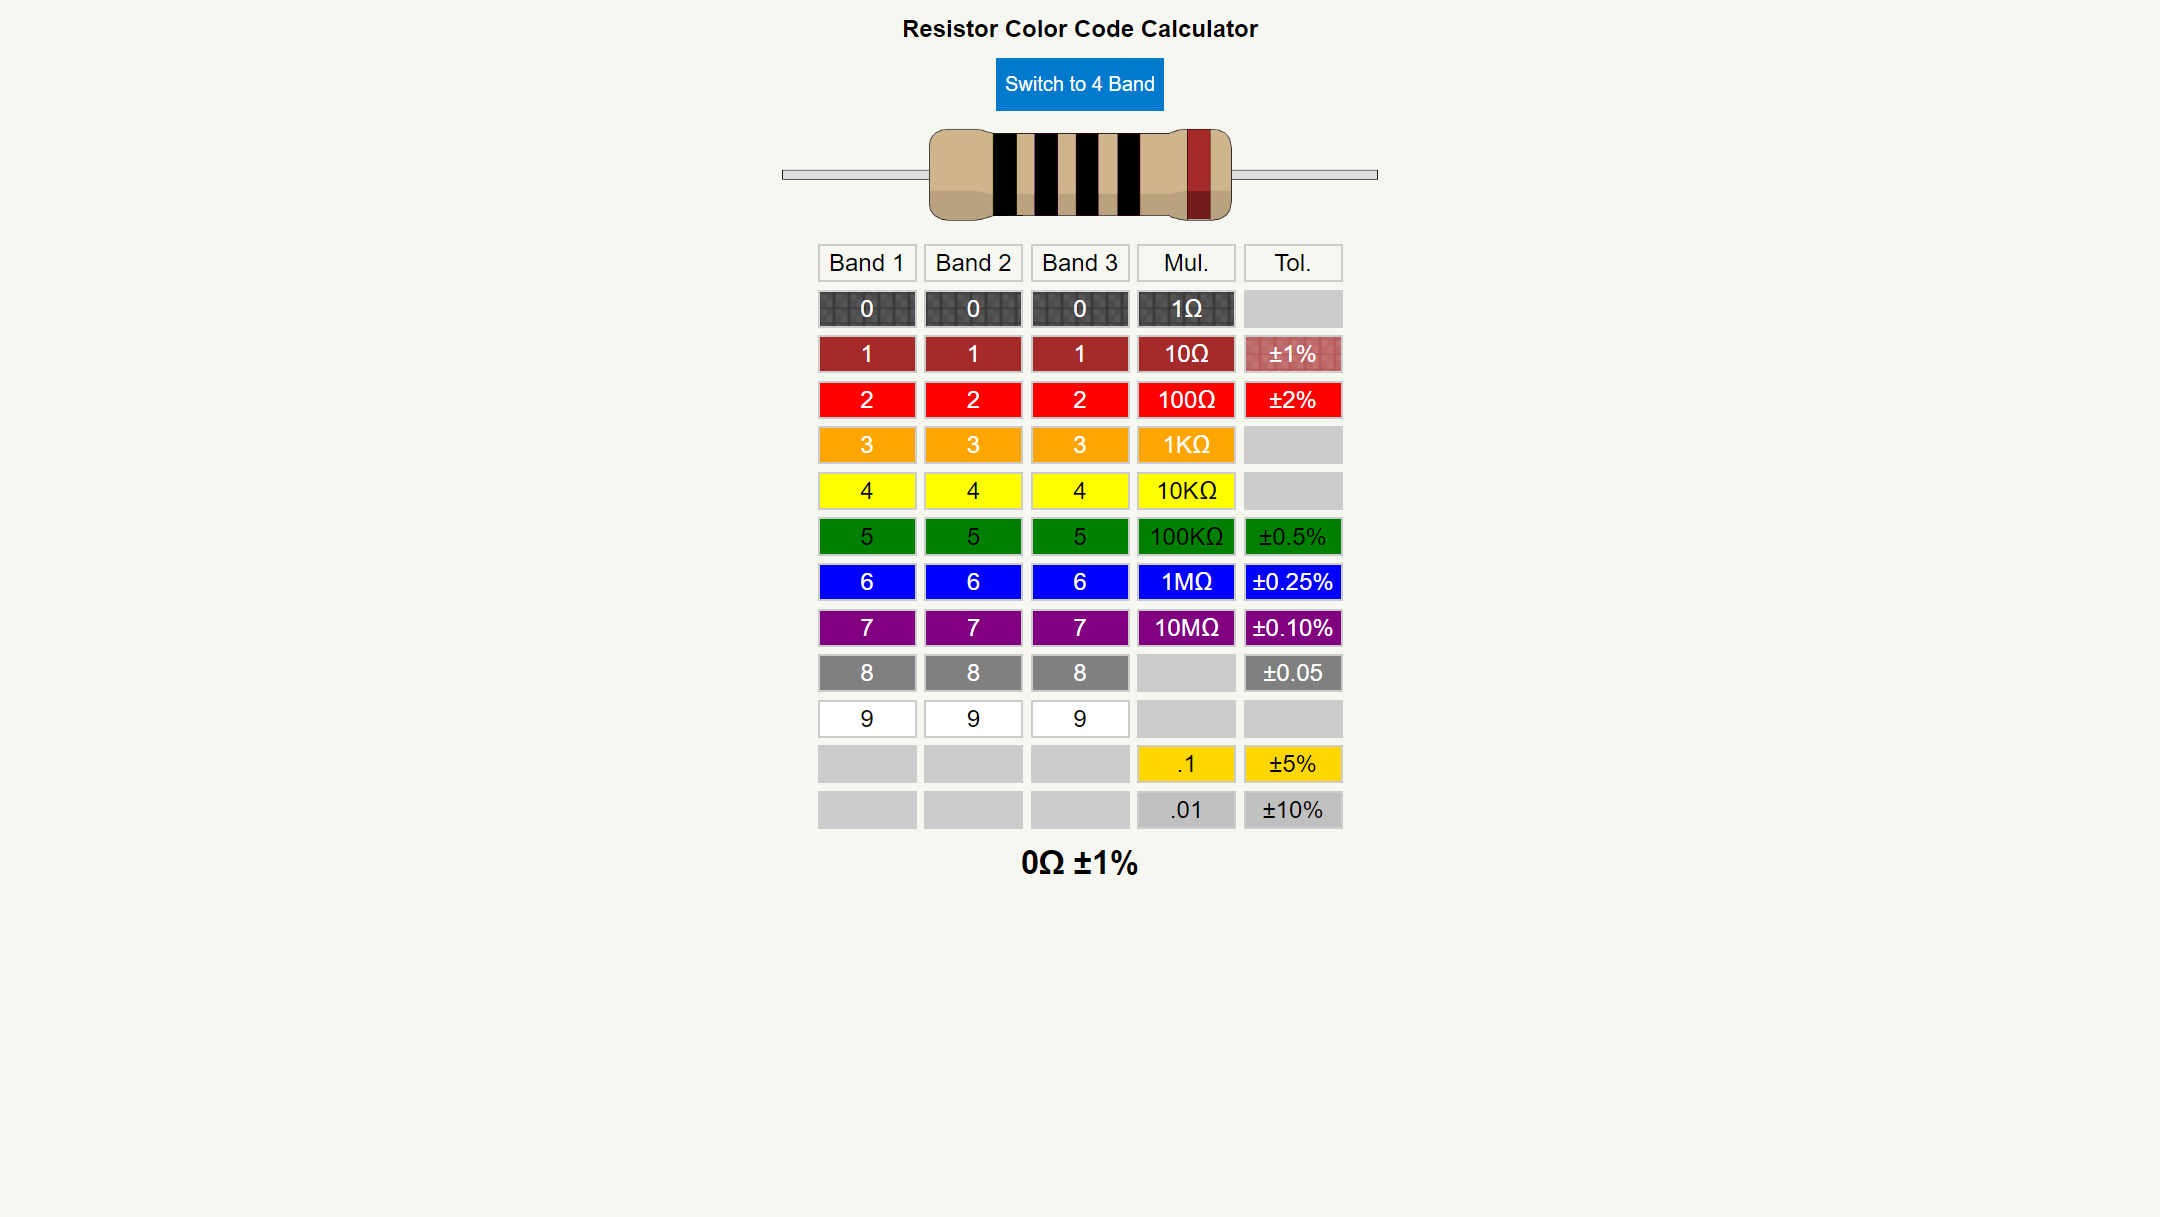 Resistor Color Code Calculator
Switch to 4 Band
Band 1 Band 2 Band 3 Mul. Tol.
0 0 0 1Ω
1 1 1 10Ω ±1%
2 2 2 100Ω ±2%
3 3 3 1KΩ
4 4 4 10KΩ
5 5 5 100KΩ ±0.5%
6 6 6 1MΩ ±0.25%
7 7 7 10MΩ ±0.10%
8 8 8 ±0.05
9 9 9
.1 ±5%
.01 ±10%
0Ω ±1%